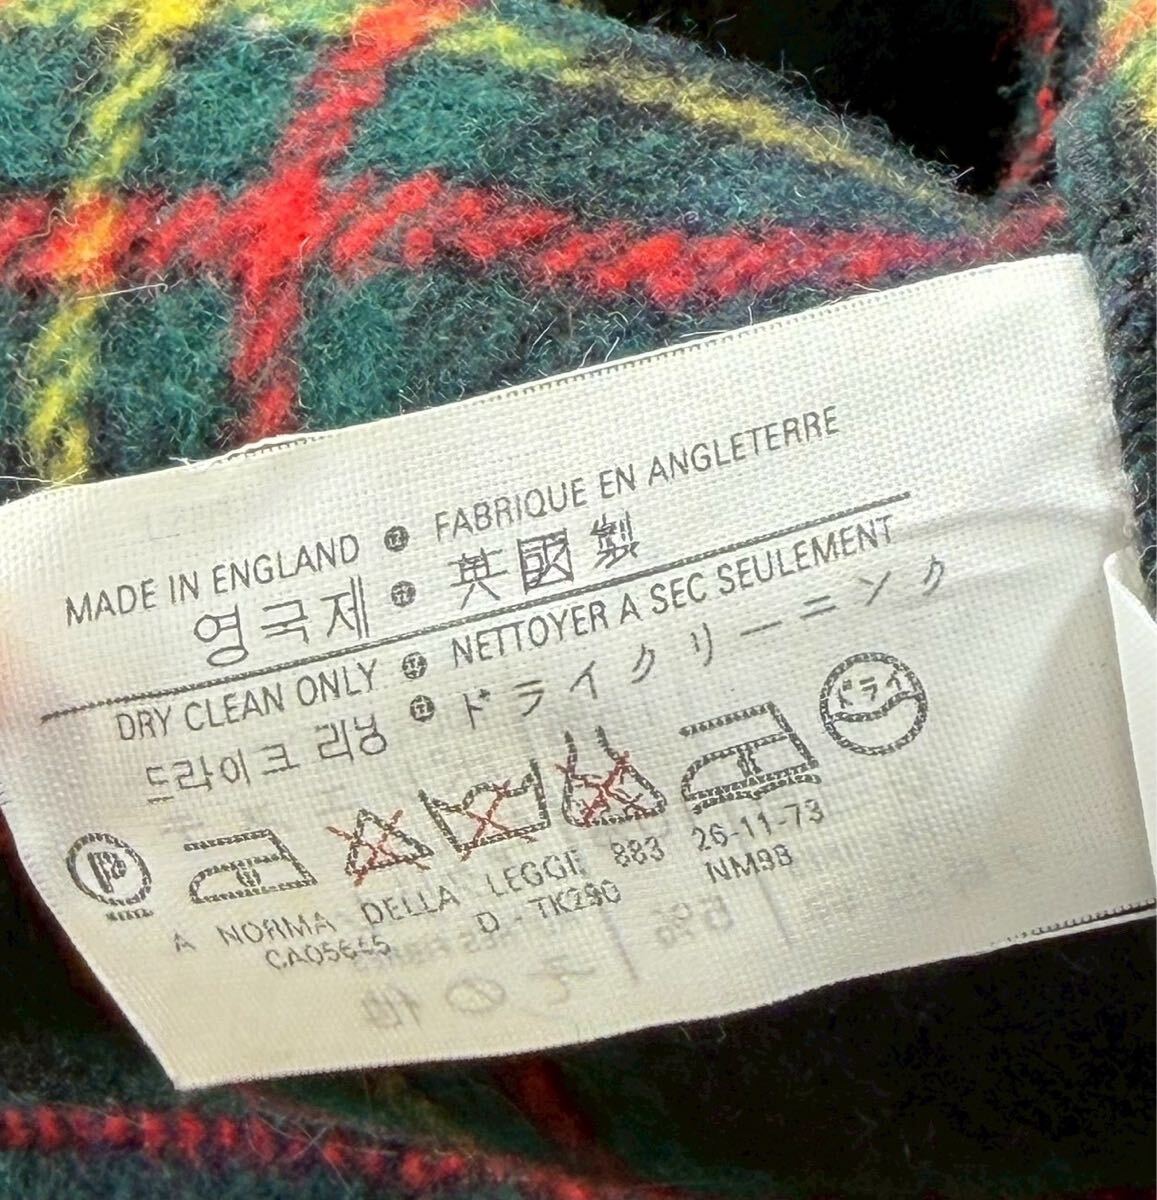 MADE IN ENGLAND FABRIQUE EN ANGLETERRE
영국제 英國製
DRY CLEAN ONLY NETTOYER A SEC SEULEMENT
드라이크 리닝 ドライクリーニンク
P ドライ
A NORMA DELLA LEGGE 883 26-11-73
D - TK290 NM98